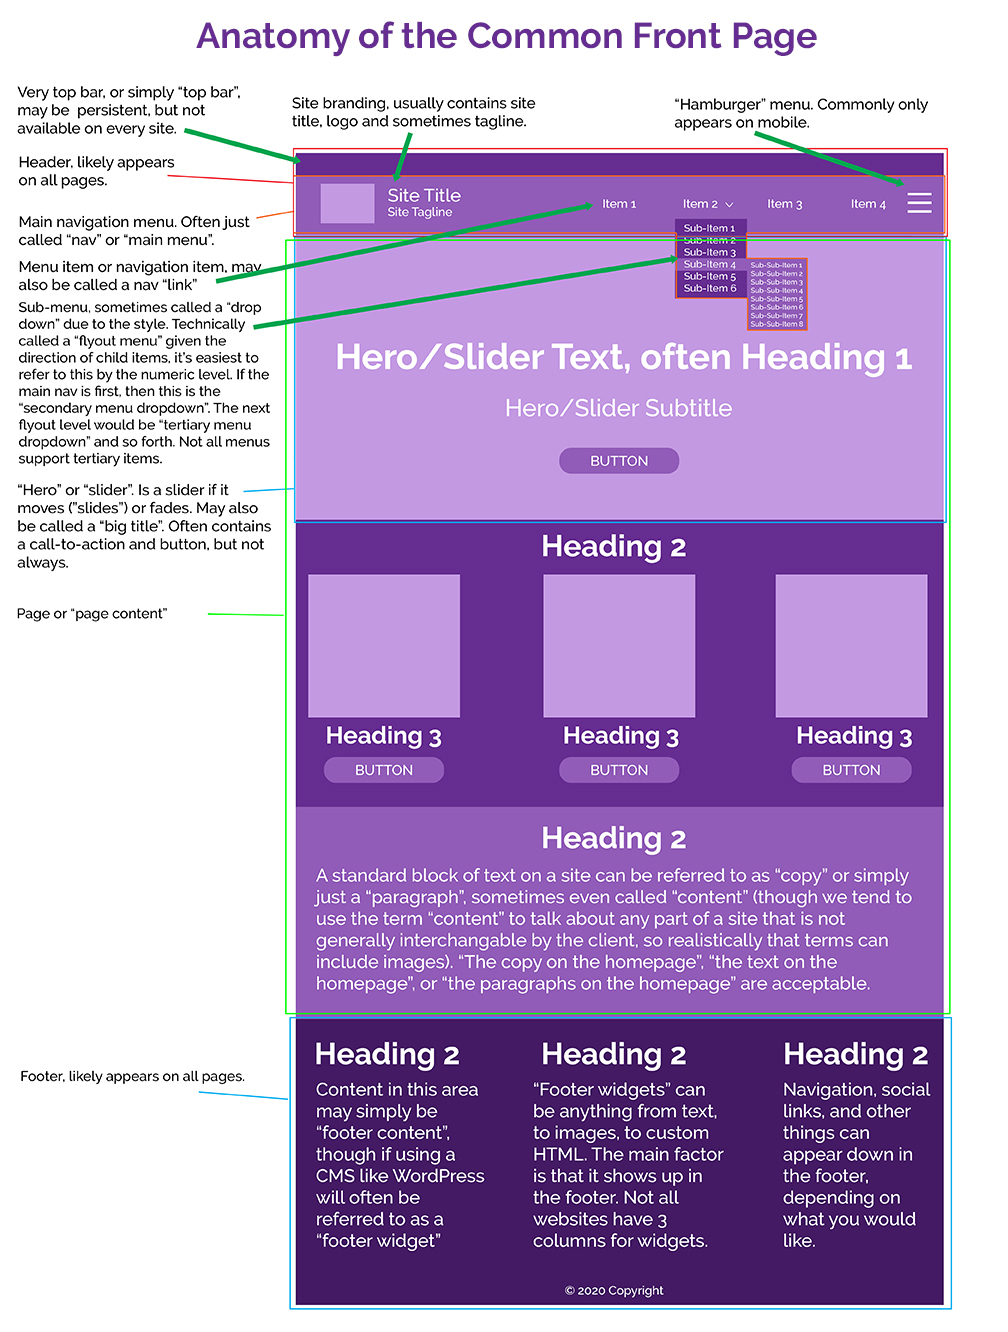 Anatomy of the Common Front Page
Very top bar, or simply “top bar”,
may be  persistent, but not
available on every site.
Site branding, usually contains site
title, logo and sometimes tagline.
“Hamburger” menu. Commonly only
appears on mobile.
Header, likely appears
on all pages.
Main navigation menu. Often just
called “nav” or “main menu”.
Menu item or navigation item, may
also be called a nav “link”
Sub-menu, sometimes called a “drop
down” due to the style. Technically
called a “flyout menu” given the
direction of child items, it’s easiest to
refer to this by the numeric level. If the
main nav is first, then this is the
“secondary menu dropdown”. The next
flyout level would be “tertiary menu
dropdown” and so forth. Not all menus
support tertiary items.
“Hero” or “slider”. Is a slider if it
moves (”slides”) or fades. May also
be called a “big title”. Often contains
a call-to-action and button, but not
always.
Page or “page content”
Footer, likely appears on all pages.
Site Title
Site Tagline
Item 1
Item 2
Item 3
Item 4
Sub-Item 1
Sub-Item 2
Sub-Item 3
Sub-Item 4
Sub-Item 5
Sub-Item 6
Sub-Sub-Item 1
Sub-Sub-Item 2
Sub-Sub-Item 3
Sub-Sub-Item 4
Sub-Sub-Item 5
Sub-Sub-Item 6
Sub-Sub-Item 7
Sub-Sub-Item 8
Hero/Slider Text, often Heading 1
Hero/Slider Subtitle
BUTTON
Heading 2
Heading 3
BUTTON
Heading 3
BUTTON
Heading 3
BUTTON
Heading 2
A standard block of text on a site can be referred to as “copy” or simply
just a “paragraph”, sometimes even called “content” (though we tend to
use the term “content” to talk about any part of a site that is not
generally interchangable by the client, so realistically that terms can
include images). “The copy on the homepage”, “the text on the
homepage”, or “the paragraphs on the homepage” are acceptable.
Heading 2
Content in this area
may simply be
“footer content”,
though if using a
CMS like WordPress
will often be
referred to as a
“footer widget”
Heading 2
“Footer widgets” can
be anything from text,
to images, to custom
HTML. The main factor
is that it shows up in
the footer. Not all
websites have 3
columns for widgets.
Heading 2
Navigation, social
links, and other
things can
appear down in
the footer,
depending on
what you would
like.
© 2020 Copyright